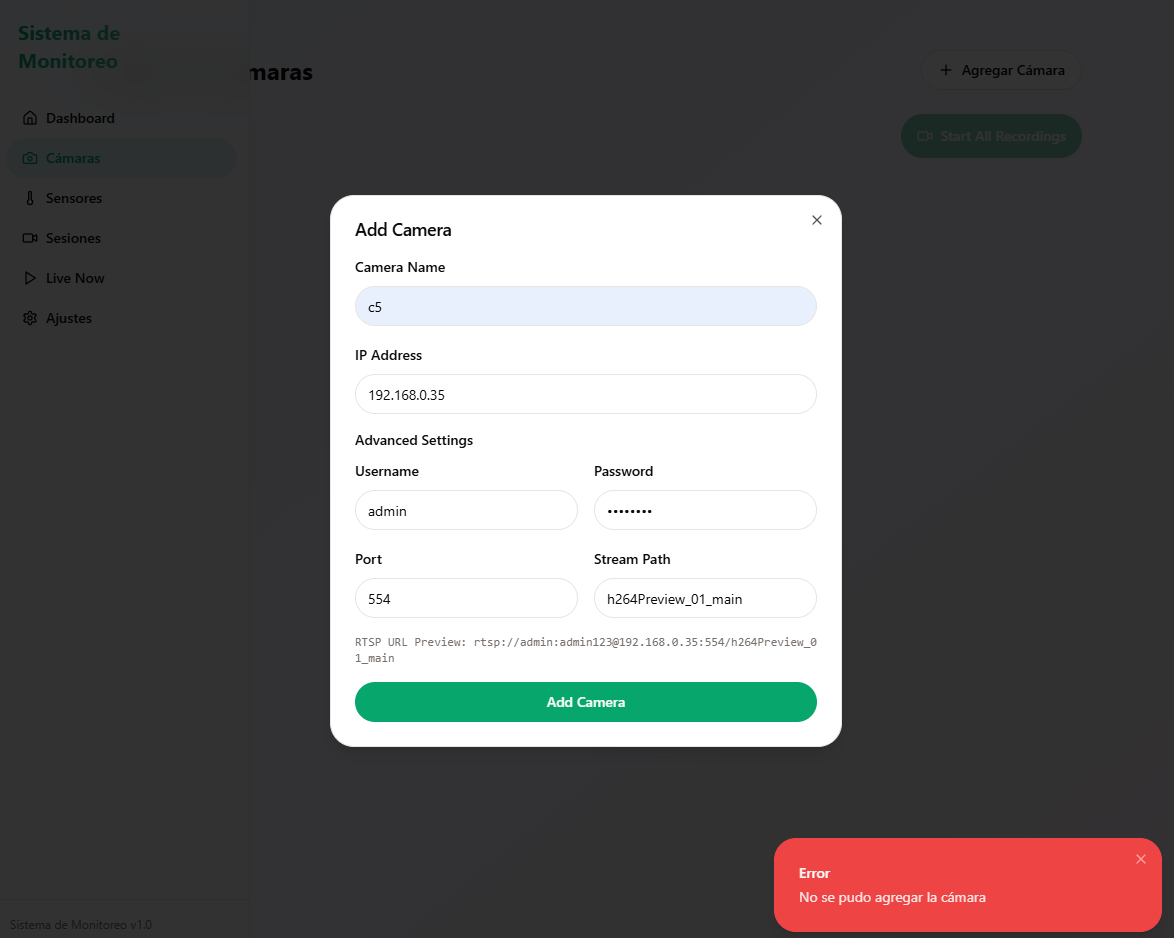 Sistema de
Monitoreo
maras
Agregar Cámara
Dashboard
Start All Recordings
Cámaras
Sensores
Sesiones
Live Now
Ajustes
Add Camera
Camera Name
c5
IP Address
192.168.0.35
Advanced Settings
Username
Password
admin
••••••••
Port
Stream Path
554
h264Preview_01_main
RTSP URL Preview: rtsp://admin:admin123@192.168.0.35:554/h264Preview_0
1_main
Add Camera
Error
No se pudo agregar la cámara
Sistema de Monitoreo v1.0